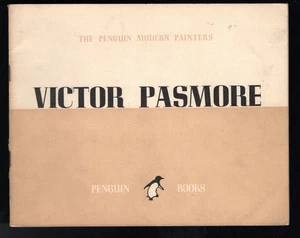 THE PENGUIN MODERN PAINTERS
VICTOR PASMORE
PENGUIN BOOKS